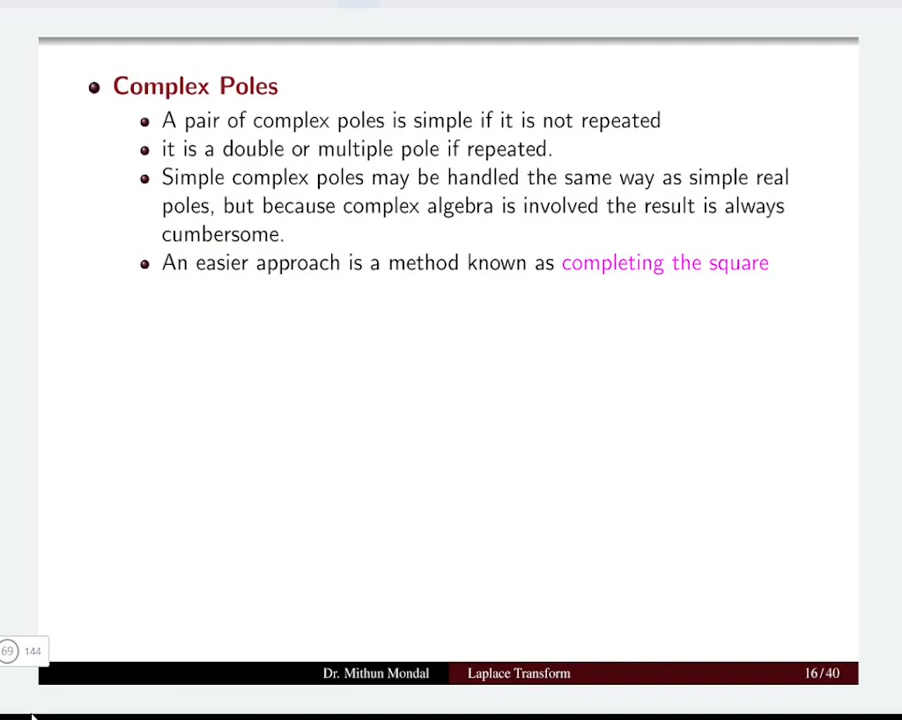 Complex Poles
A pair of complex poles is simple if it is not repeated
it is a double or multiple pole if repeated.
Simple complex poles may be handled the same way as simple real
poles, but because complex algebra is involved the result is always
cumbersome.
An easier approach is a method known as completing the square
69 144
Dr. Mithun Mondal Laplace Transform 16/40